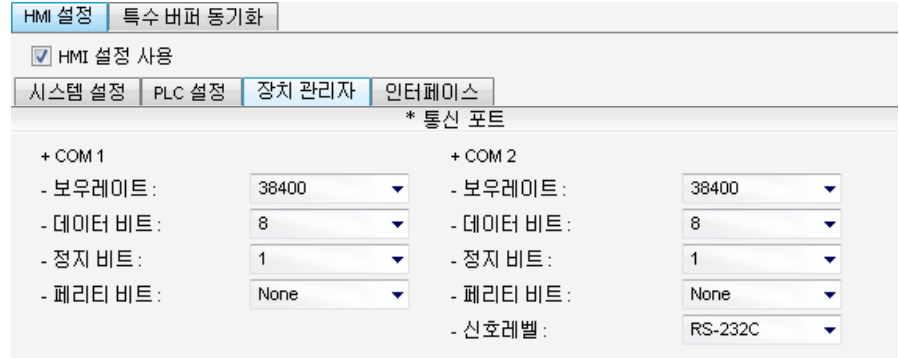 HMI 설정 특수 버퍼 동기화
HMI 설정 사용
시스템 설정 PLC 설정 장치 관리자 인터페이스
* 통신 포트
+ COM 1 + COM 2
- 보우레이트 : 38400 - 보우레이트 : 38400
- 데이터 비트 : 8 - 데이터 비트 : 8
- 정지 비트 : 1 - 정지 비트 : 1
- 페리티 비트 : None - 페리티 비트 : None
- 신호레벨 : RS-232C